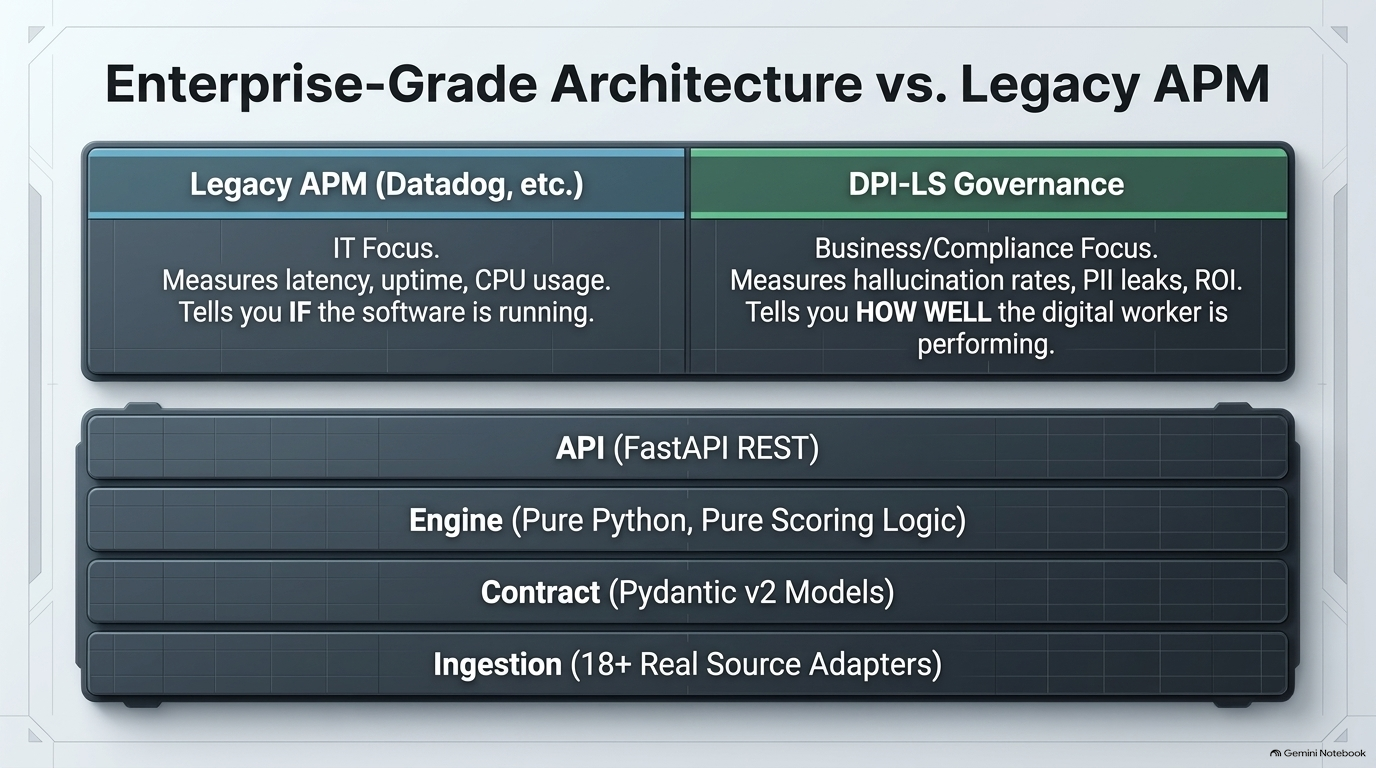 Enterprise-Grade Architecture vs. Legacy APM
Legacy APM (Datadog, etc.)
IT Focus.
Measures latency, uptime, CPU usage.
Tells you IF the software is running.
DPI-LS Governance
Business/Compliance Focus.
Measures hallucination rates, PII leaks, ROI.
Tells you HOW WELL the digital worker is
performing.
API (FastAPI REST)
Engine (Pure Python, Pure Scoring Logic)
Contract (Pydantic v2 Models)
Ingestion (18+ Real Source Adapters)
Gemini Notebook